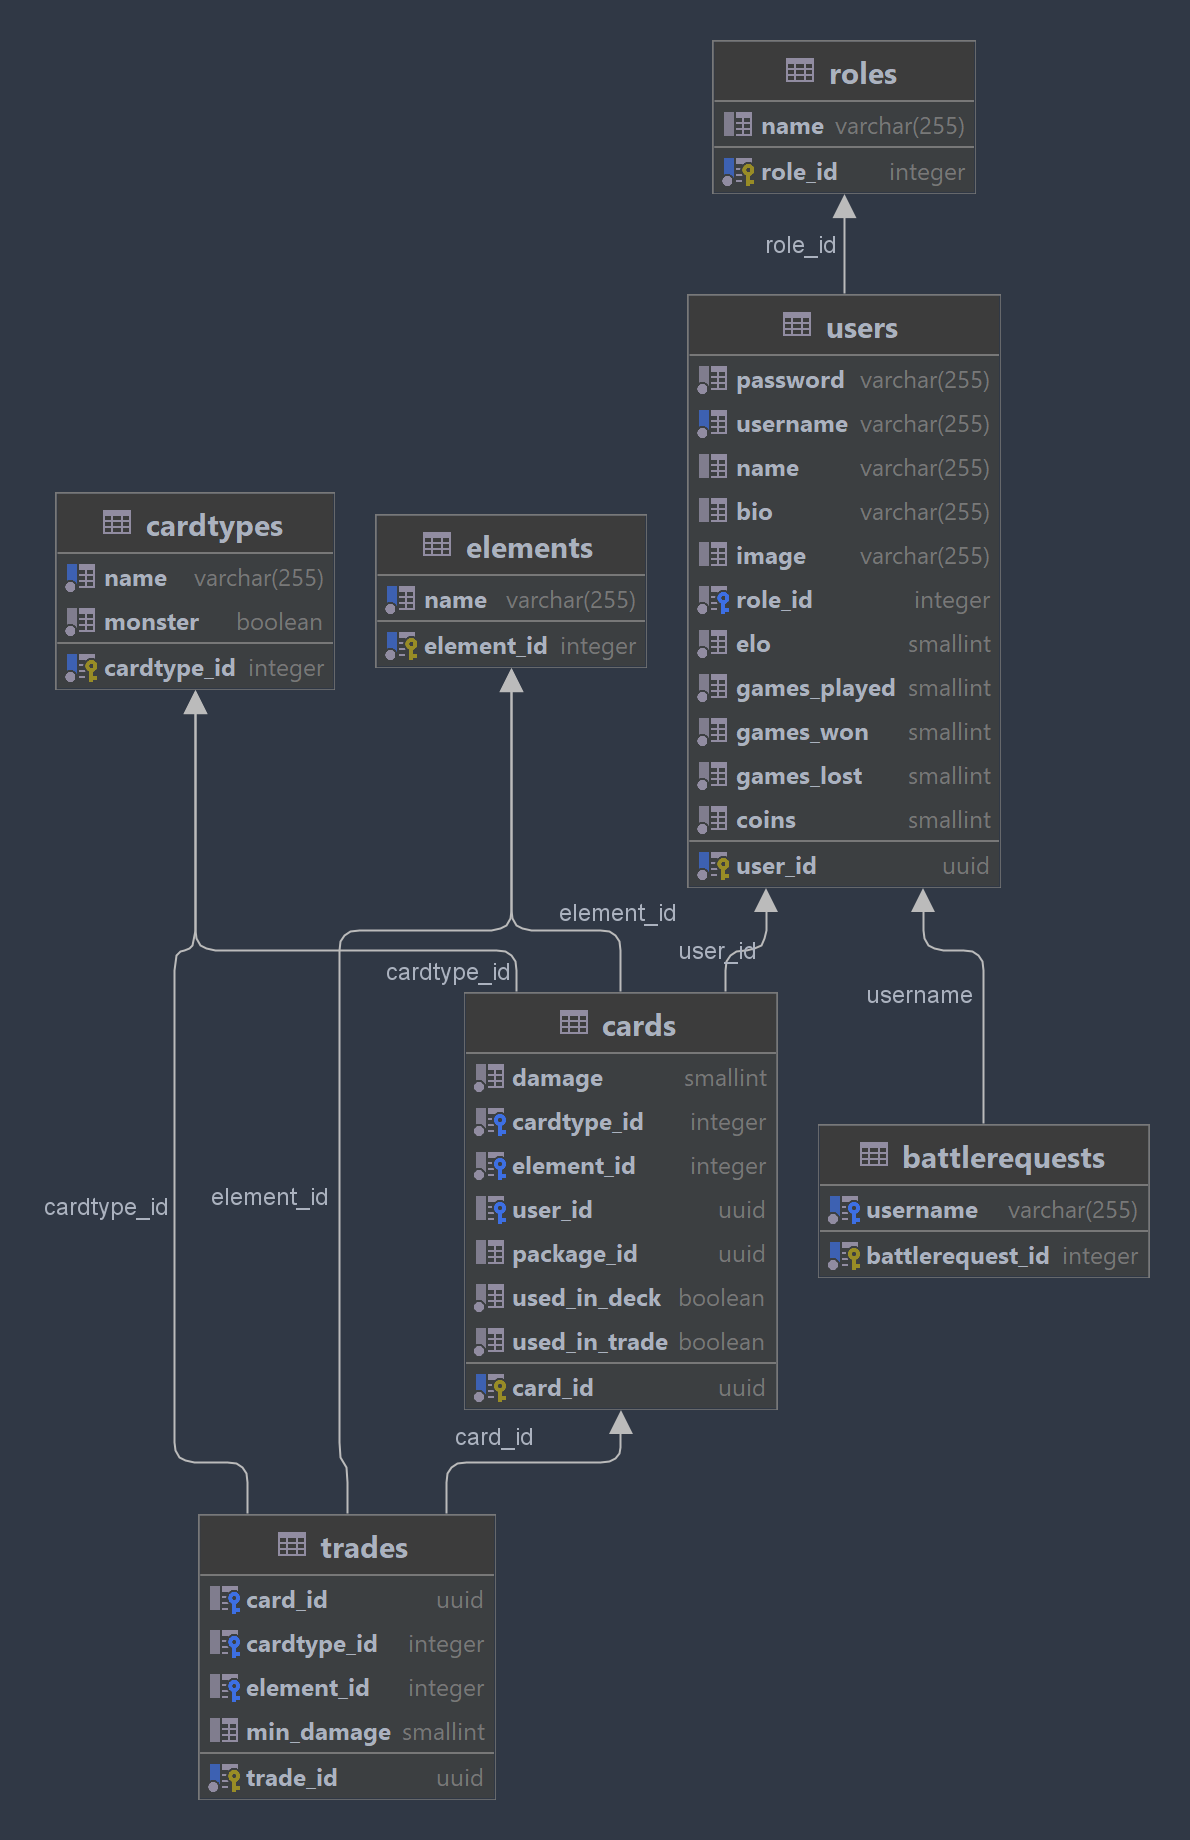 roles
name varchar(255)
role_id integer
role_id
users
password varchar(255)
username varchar(255)
name varchar(255)
bio varchar(255)
image varchar(255)
role_id integer
elo smallint
games_played smallint
games_won smallint
games_lost smallint
coins smallint
user_id uuid
cardtypes
name varchar(255)
monster boolean
cardtype_id integer
elements
name varchar(255)
element_id integer
element_id
user_id
cardtype_id
username
cards
damage smallint
cardtype_id integer
element_id integer
user_id uuid
package_id uuid
used_in_deck boolean
used_in_trade boolean
card_id uuid
battlerequests
username varchar(255)
battlerequest_id integer
cardtype_id
element_id
card_id
trades
card_id uuid
cardtype_id integer
element_id integer
min_damage smallint
trade_id uuid